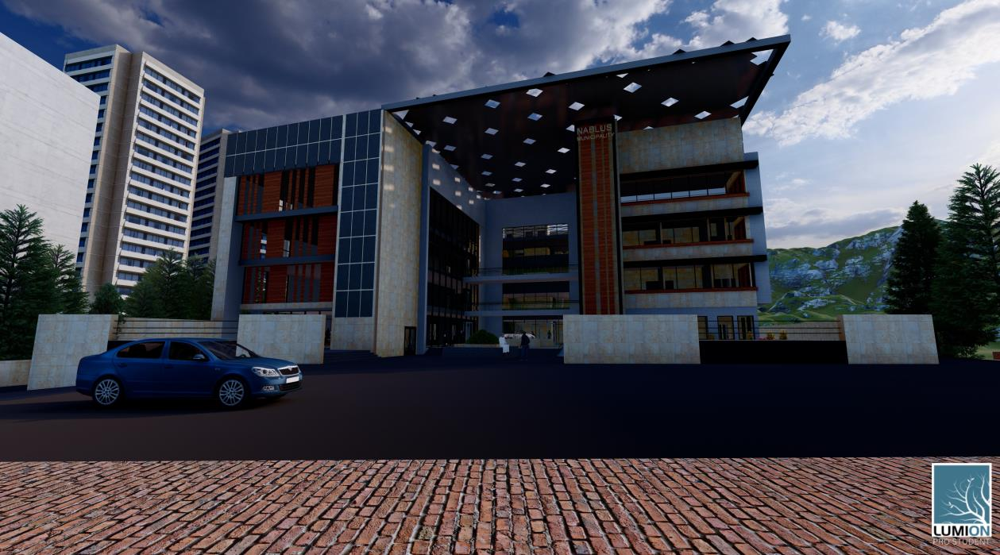 NABLUS
MUNICIPALITY
LUMION
PRO STUDENT